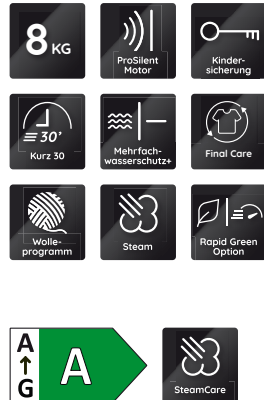 8 KG
ProSilent
Motor
Kinder-
sicherung
30'
Kurz 30
Mehrfach-
wasserschutz+
Final Care
Wolle-
programm
Steam
Rapid Green
Option
A
G
A
SteamCare